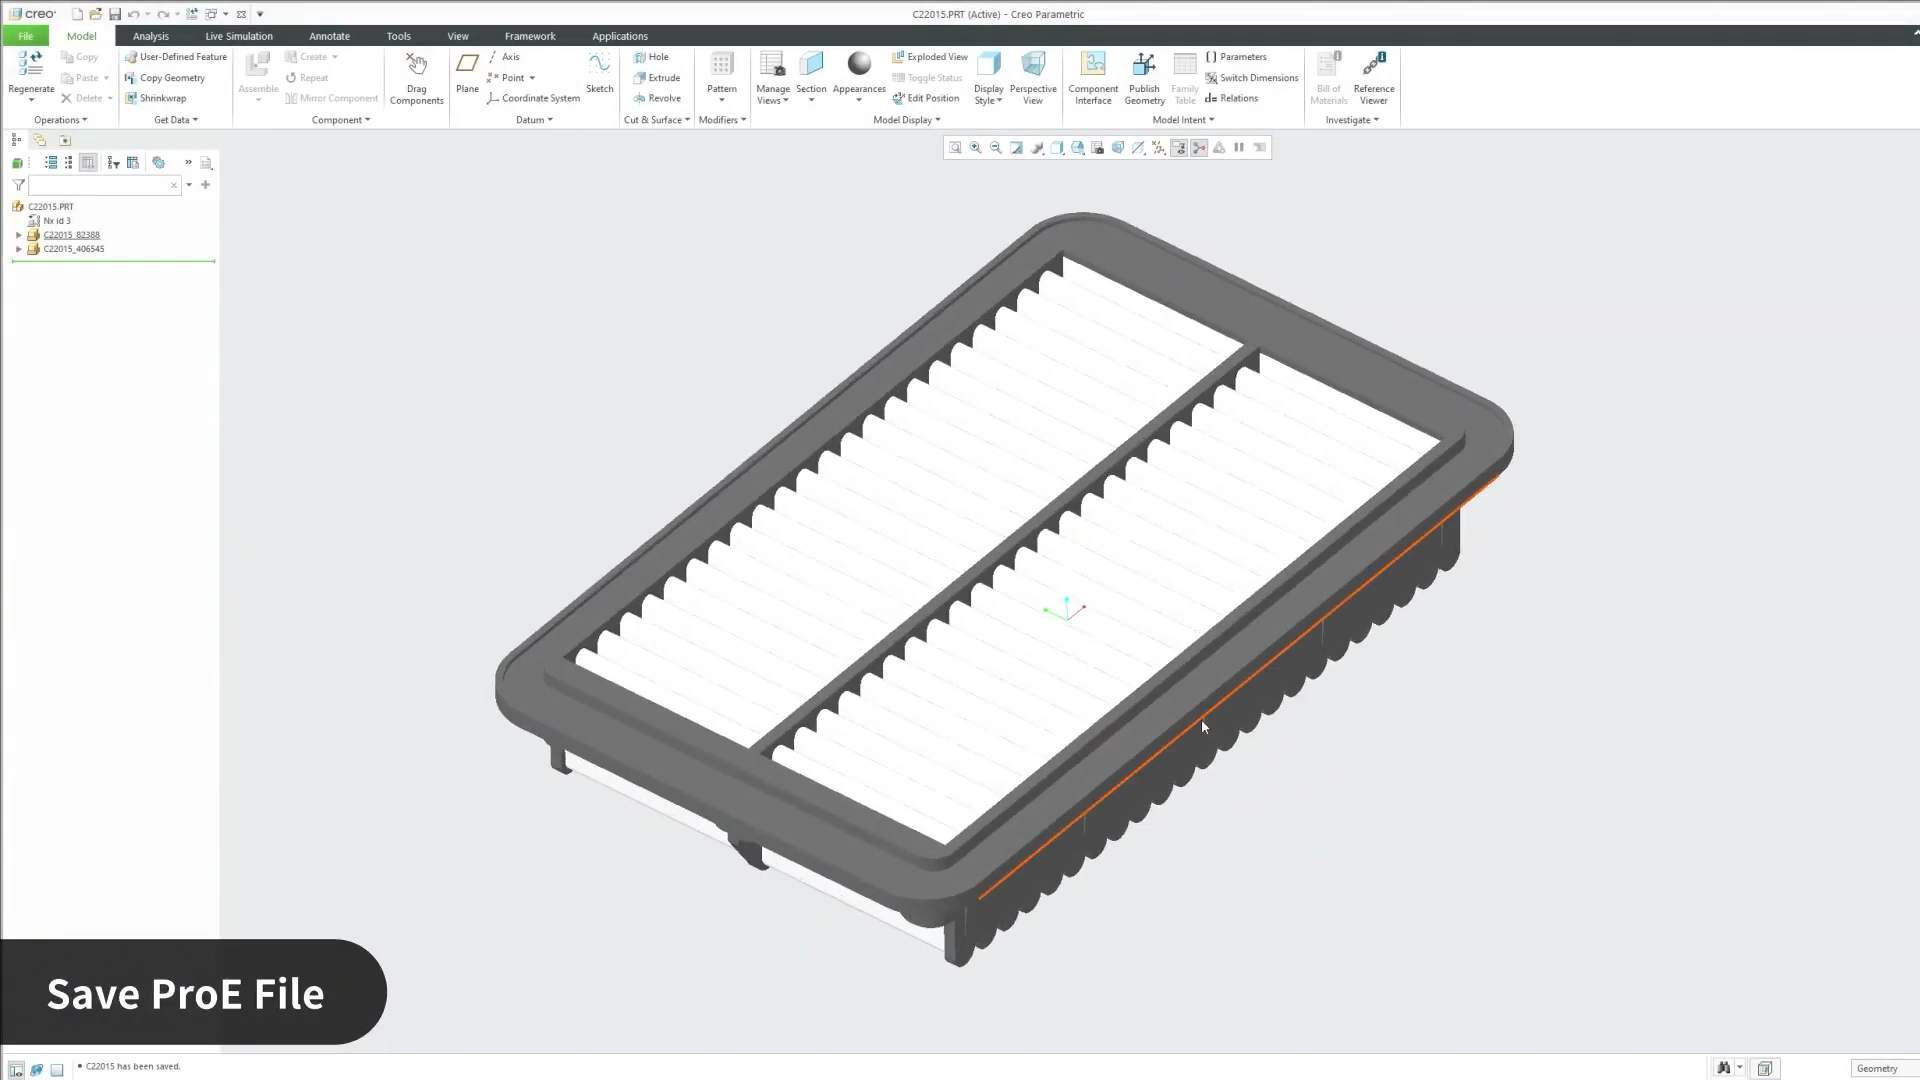 creo
C22015.PRT (Active) - Creo Parametric
File Model Analysis Live Simulation Annotate Tools View Framework Applications
Regenerate
Copy
Paste
Delete
Operations
User-Defined Feature
Copy Geometry
Shrinkwrap
Get Data
Assemble
Create
Repeat
Mirror Component
Component
Drag Components
Plane
Axis
Point
Coordinate System
Sketch
Datum
Hole
Extrude
Revolve
Cut & Surface
Pattern
Modifiers
Manage Views
Section
Appearances
Exploded View
Toggle Status
Edit Position
Display Style
Perspective View
Model Display
Component Interface
Publish Geometry
Family Table
Parameters
Switch Dimensions
d= Relations
Model Intent
Bill of Materials
Reference Viewer
Investigate
C22015.PRT
Nx id 3
C22015_82388
C22015_406545
Save ProE File
• C22015 has been saved.
Geometry